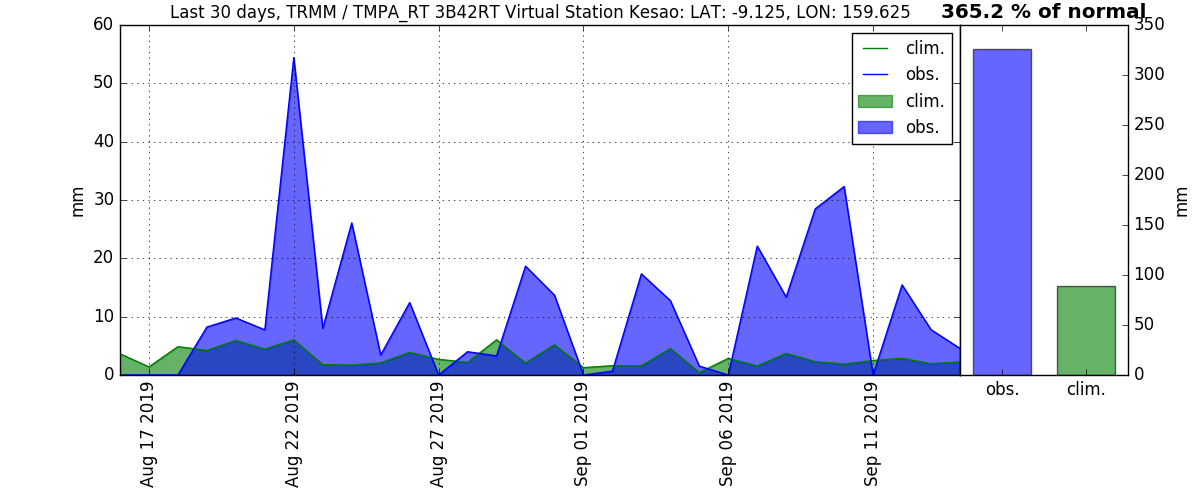 Last 30 days, TRMM / TMPA_RT 3B42RT Virtual Station Kesao: LAT: -9.125, LON: 159.625
365.2 % of normal
mm
60
50
40
30
20
10
0
clim.
obs.
clim.
obs.
Aug 17 2019
Aug 22 2019
Aug 27 2019
Sep 01 2019
Sep 06 2019
Sep 11 2019
350
300
250
200
150
100
50
0
mm
obs.
clim.